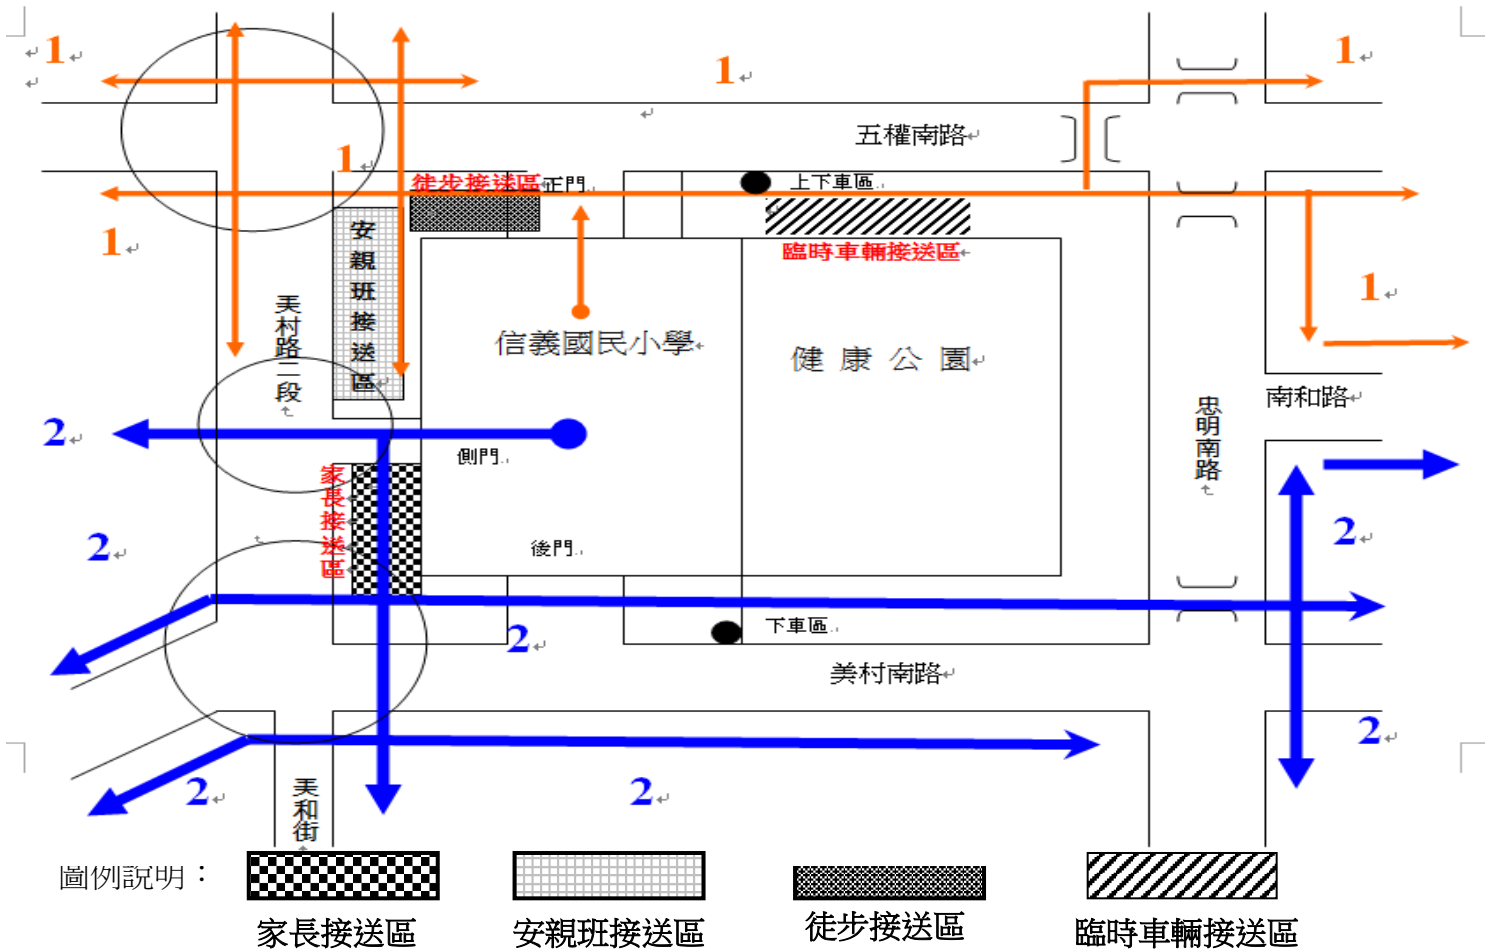 1
1
1
五權南路
1
徒步接送區
正門
上下車區
安親班接送區
1
臨時車輛接送區
1
美村路二段
信義國民小學
健康公園
南和路
忠明南路
2
側門
家長接送區
2
2
後門
下車區
2
美村南路
2
2
2
美和街
圖例說明：
家長接送區
安親班接送區
徒步接送區
臨時車輛接送區